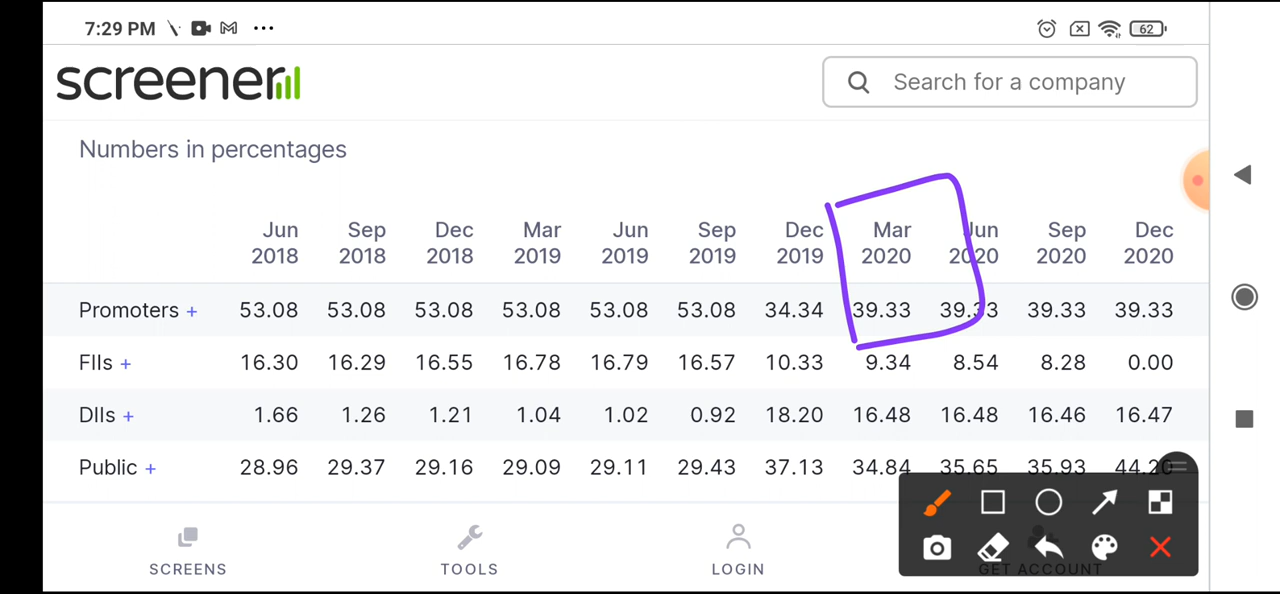 7:29 PM 62
screener
Search for a company
Numbers in percentages
Jun 2018 Sep 2018 Dec 2018 Mar 2019 Jun 2019 Sep 2019 Dec 2019 Mar 2020 Jun 2020 Sep 2020 Dec 2020
Promoters + 53.08 53.08 53.08 53.08 53.08 53.08 34.34 39.33 39.33 39.33 39.33
FIIs + 16.30 16.29 16.55 16.78 16.79 16.57 10.33 9.34 8.54 8.28 0.00
DIIs + 1.66 1.26 1.21 1.04 1.02 0.92 18.20 16.48 16.48 16.46 16.47
Public + 28.96 29.37 29.16 29.09 29.11 29.43 37.13 34.84 35.65 35.93 44.20
SCREENS TOOLS LOGIN GET ACCOUNT